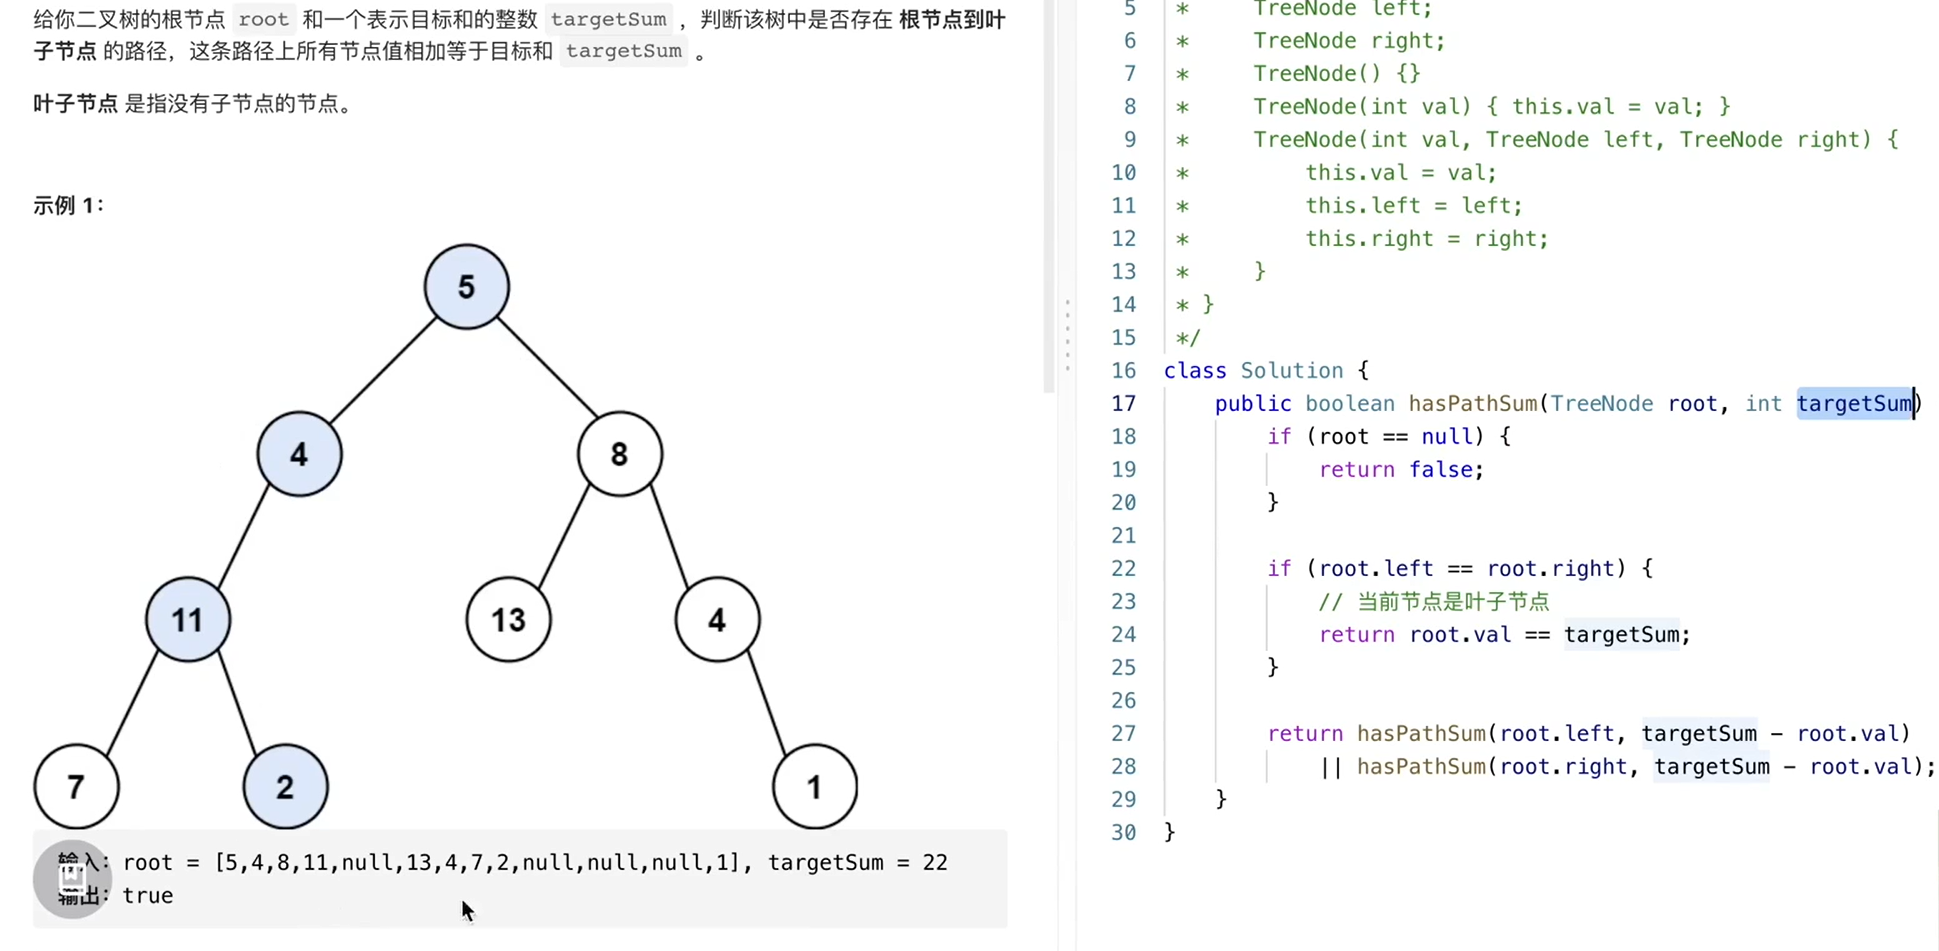 给你二叉树的根节点 root 和一个表示目标和的整数 targetSum ，判断该树中是否存在 根节点到叶
子节点 的路径，这条路径上所有节点值相加等于目标和 targetSum 。
叶子节点 是指没有子节点的节点。
示例 1：
5
4
8
11
13
4
7
2
1
输入：root = [5,4,8,11,null,13,4,7,2,null,null,null,1], targetSum = 22
输出：true
5 *     TreeNode left;
6 *     TreeNode right;
7 *     TreeNode() {}
8 *     TreeNode(int val) { this.val = val; }
9 *     TreeNode(int val, TreeNode left, TreeNode right) {
10 *         this.val = val;
11 *         this.left = left;
12 *         this.right = right;
13 *     }
14 * }
15 */
16 class Solution {
17     public boolean hasPathSum(TreeNode root, int targetSum)
18         if (root == null) {
19             return false;
20         }
21
22         if (root.left == root.right) {
23             // 当前节点是叶子节点
24             return root.val == targetSum;
25         }
26
27         return hasPathSum(root.left, targetSum - root.val)
28             || hasPathSum(root.right, targetSum - root.val);
29     }
30 }